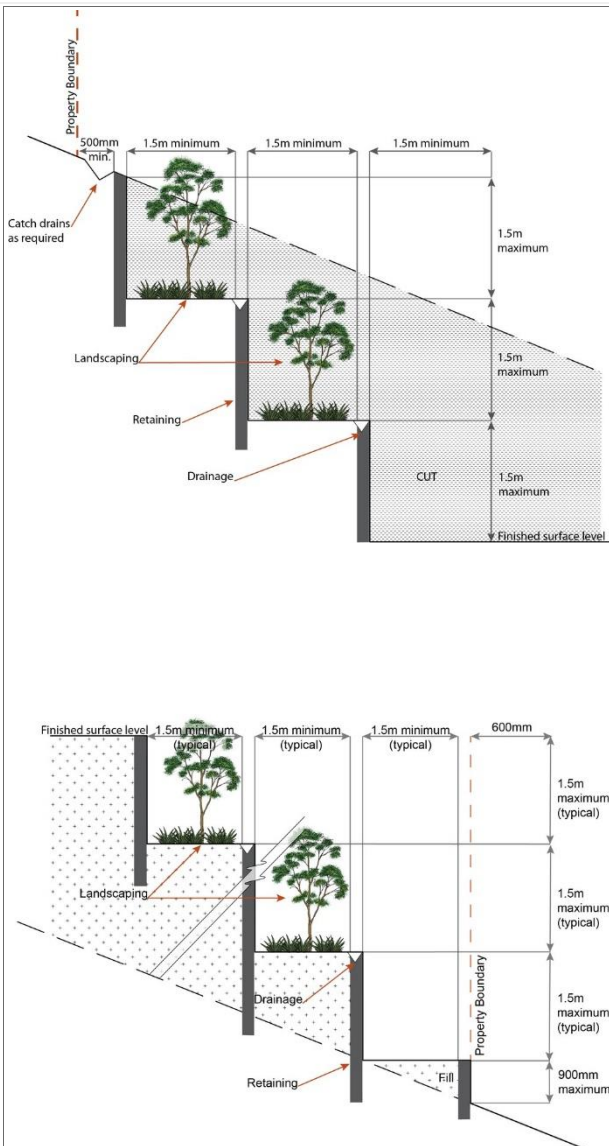 Property Boundary
500mm
min.
1.5m minimum
1.5m minimum
1.5m minimum
Catch drains
as required
1.5m
maximum
Landscaping
1.5m
maximum
Retaining
Drainage
CUT
1.5m
maximum
Finished surface level
Finished surface level
1.5m minimum
(typical)
1.5m minimum
(typical)
1.5m minimum
(typical)
600mm
1.5m
maximum
(typical)
Landscaping
1.5m
maximum
(typical)
Drainage
Property Boundary
1.5m
maximum
(typical)
Retaining
Fill
900mm
maximum